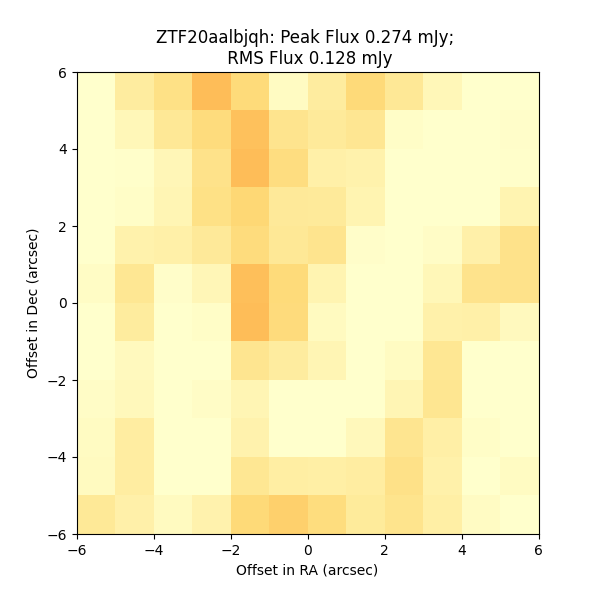 ZTF20aalbjqh: Peak Flux 0.274 mJy;
RMS Flux 0.128 mJy
6
4
2
0
−2
−4
−6
Offset in Dec (arcsec)
−6 −4 −2 0 2 4 6
Offset in RA (arcsec)